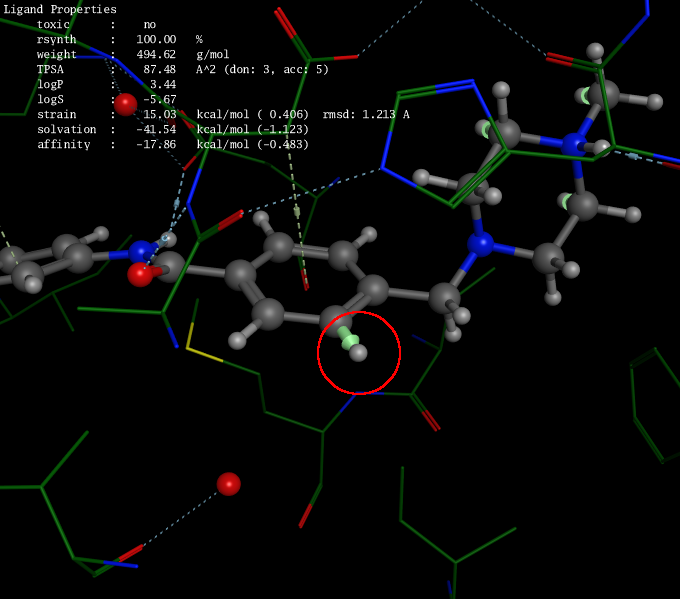 Ligand Properties
toxic : no
rsynth : 100.00 %
weight : 494.62 g/mol
TPSA : 87.48 A^2 (don: 3, acc: 5)
logP : 3.44
logS : -5.67
strain : 15.03 kcal/mol ( 0.406) rmsd: 1.213 A
solvation : -41.54 kcal/mol (-1.123)
affinity : -17.86 kcal/mol (-0.483)